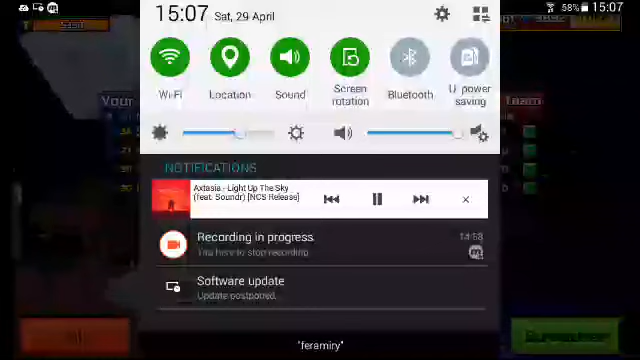 58% 15:07
15:07 Sat, 29 April
Wi-Fi
Location
Sound
Screen rotation
Bluetooth
U. power saving
Your
Team
NOTIFICATIONS
Axtasia - Light Up The Sky
(feat. Soundr) [NCS Release]
Recording in progress
14:58
Tap here to stop recording
Software update
Update postponed.
"feramiry"